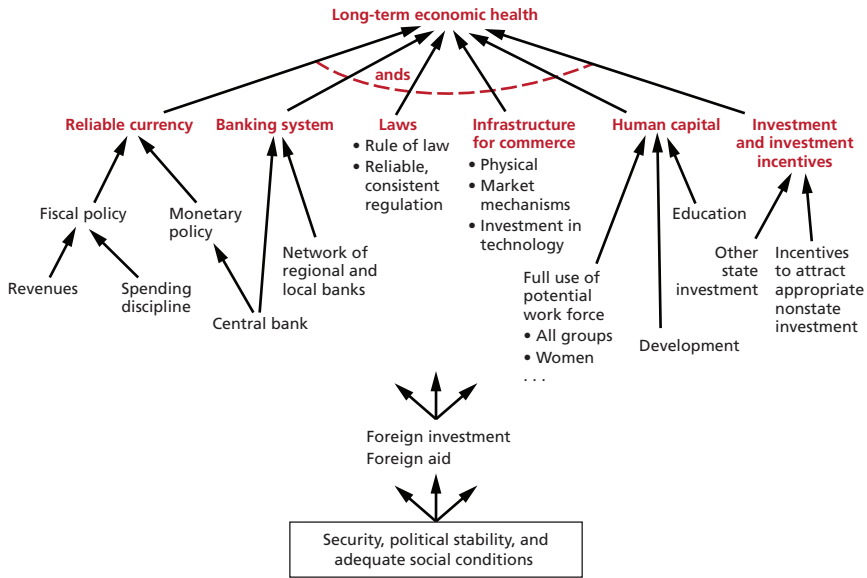 Long-term economic health
ands
Reliable currency
Banking system
Laws
• Rule of law
• Reliable,
consistent
regulation
Infrastructure
for commerce
• Physical
• Market
mechanisms
• Investment in
technology
Human capital
Investment
and investment
incentives
Fiscal policy
Monetary
policy
Revenues
Spending
discipline
Central bank
Network of
regional and
local banks
Full use of
potential
work force
• All groups
• Women
. . .
Development
Education
Other
state
investment
Incentives
to attract
appropriate
nonstate
investment
Foreign investment
Foreign aid
Security, political stability, and
adequate social conditions